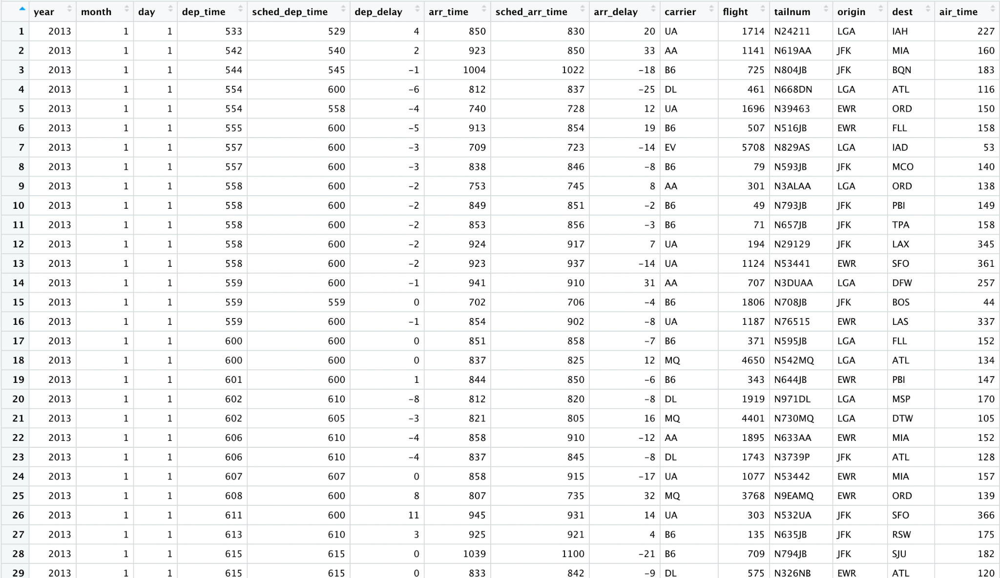 year month day dep_time sched_dep_time dep_delay arr_time sched_arr_time arr_delay carrier flight tailnum origin dest air_time
1 2013 1 1 533 529 4 850 830 20 UA 1714 N24211 LGA IAH 227
2 2013 1 1 542 540 2 923 850 33 AA 1141 N619AA JFK MIA 160
3 2013 1 1 544 545 -1 1004 1022 -18 B6 725 N804JB JFK BQN 183
4 2013 1 1 554 600 -6 812 837 -25 DL 461 N668DN LGA ATL 116
5 2013 1 1 554 558 -4 740 728 12 UA 1696 N39463 EWR ORD 150
6 2013 1 1 555 600 -5 913 854 19 B6 507 N516JB EWR FLL 158
7 2013 1 1 557 600 -3 709 723 -14 EV 5708 N829AS LGA IAD 53
8 2013 1 1 557 600 -3 838 846 -8 B6 79 N593JB JFK MCO 140
9 2013 1 1 558 600 -2 753 745 8 AA 301 N3ALAA LGA ORD 138
10 2013 1 1 558 600 -2 849 851 -2 B6 49 N793JB JFK PBI 149
11 2013 1 1 558 600 -2 853 856 -3 B6 71 N657JB JFK TPA 158
12 2013 1 1 558 600 -2 924 917 7 UA 194 N29129 JFK LAX 345
13 2013 1 1 558 600 -2 923 937 -14 UA 1124 N53441 EWR SFO 361
14 2013 1 1 559 600 -1 941 910 31 AA 707 N3DUAA LGA DFW 257
15 2013 1 1 559 559 0 702 706 -4 B6 1806 N708JB JFK BOS 44
16 2013 1 1 559 600 -1 854 902 -8 UA 1187 N76515 EWR LAS 337
17 2013 1 1 600 600 0 851 858 -7 B6 371 N595JB LGA FLL 152
18 2013 1 1 600 600 0 837 825 12 MQ 4650 N542MQ LGA ATL 134
19 2013 1 1 601 600 1 844 850 -6 B6 343 N644JB EWR PBI 147
20 2013 1 1 602 610 -8 812 820 -8 DL 1919 N971DL LGA MSP 170
21 2013 1 1 602 605 -3 821 805 16 MQ 4401 N730MQ LGA DTW 105
22 2013 1 1 606 610 -4 858 910 -12 AA 1895 N633AA EWR MIA 152
23 2013 1 1 606 610 -4 837 845 -8 DL 1743 N3739P JFK ATL 128
24 2013 1 1 607 607 0 858 915 -17 UA 1077 N53442 EWR MIA 157
25 2013 1 1 608 600 8 807 735 32 MQ 3768 N9EAMQ EWR ORD 139
26 2013 1 1 611 600 11 945 931 14 UA 303 N532UA JFK SFO 366
27 2013 1 1 613 610 3 925 921 4 B6 135 N635JB JFK RSW 175
28 2013 1 1 615 615 0 1039 1100 -21 B6 709 N794JB JFK SJU 182
29 2013 1 1 615 615 0 833 842 -9 DL 575 N326NB EWR ATL 120